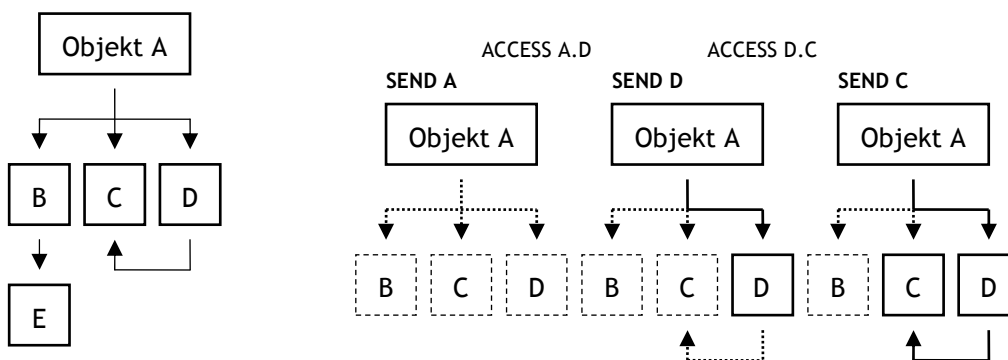 Objekt A
B C D
E
ACCESS A.D ACCESS D.C
SEND A SEND D SEND C
Objekt A Objekt A Objekt A
B C D B C D B C D